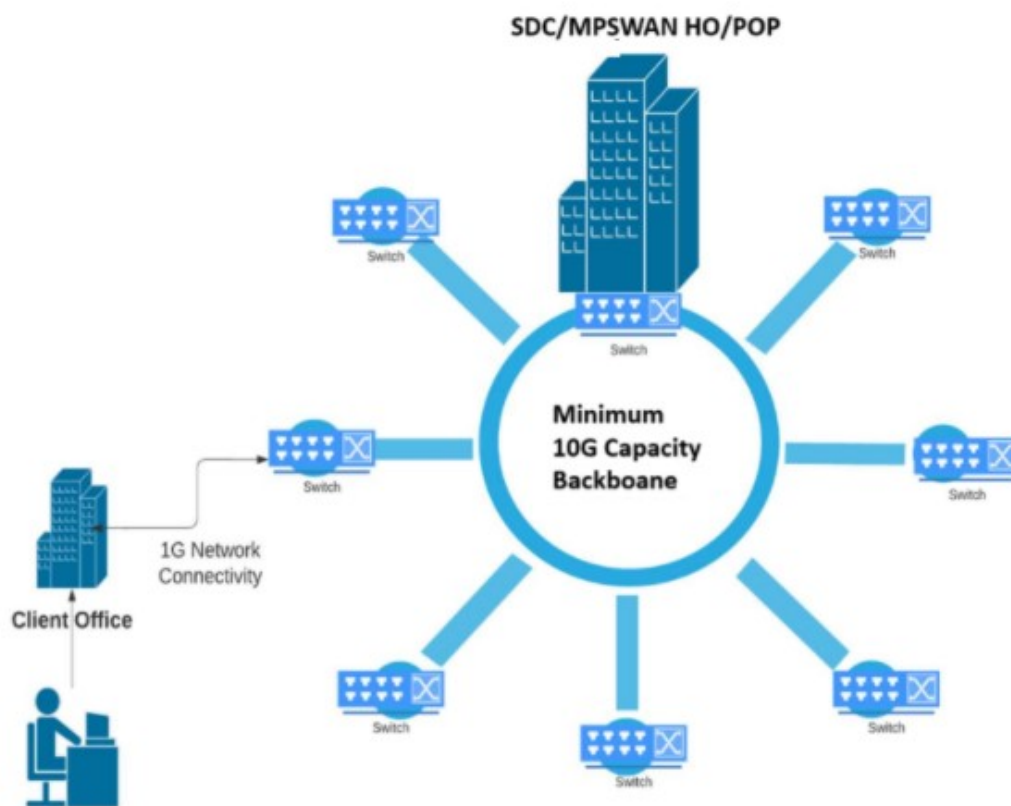 SDC/MPSWAN HO/POP
Switch
Switch
Switch
Minimum
10G Capacity
Backboane
Switch
Switch
1G Network
Connectivity
Client Office
Switch
Switch
Switch